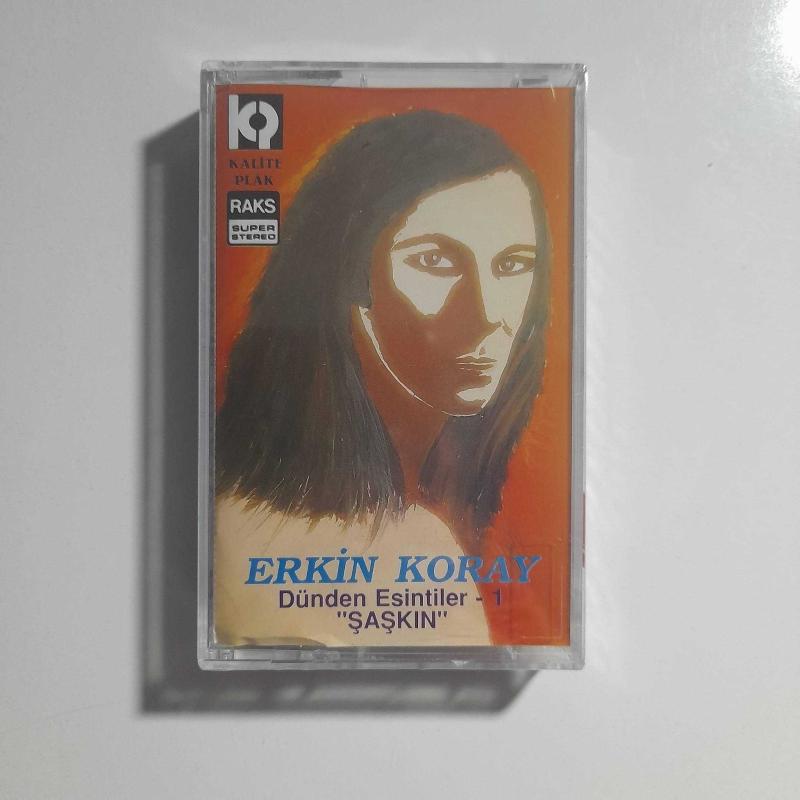 KALİTE
PLAK
RAKS
SUPER
STEREO
ERKİN KORAY
Dünden Esintiler - 1
"ŞAŞKIN"